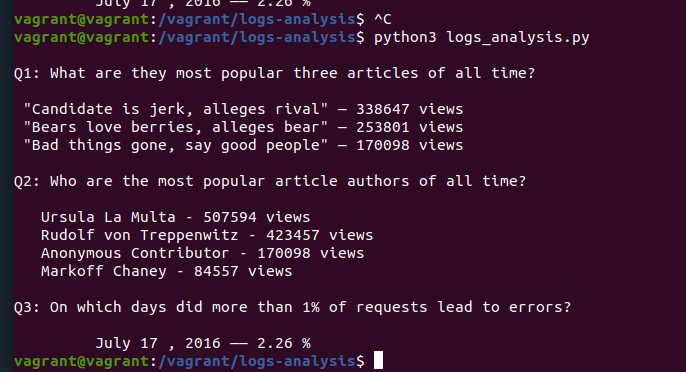 July 17 , 2016 —— 2.26 %
vagrant@vagrant:/vagrant/logs-analysis$ ^C
vagrant@vagrant:/vagrant/logs-analysis$ python3 logs_analysis.py
Q1: What are they most popular three articles of all time?
"Candidate is jerk, alleges rival" — 338647 views
"Bears love berries, alleges bear" — 253801 views
"Bad things gone, say good people" — 170098 views
Q2: Who are the most popular article authors of all time?
Ursula La Multa - 507594 views
Rudolf von Treppenwitz - 423457 views
Anonymous Contributor - 170098 views
Markoff Chaney - 84557 views
Q3: On which days did more than 1% of requests lead to errors?
July 17 , 2016 —— 2.26 %
vagrant@vagrant:/vagrant/logs-analysis$